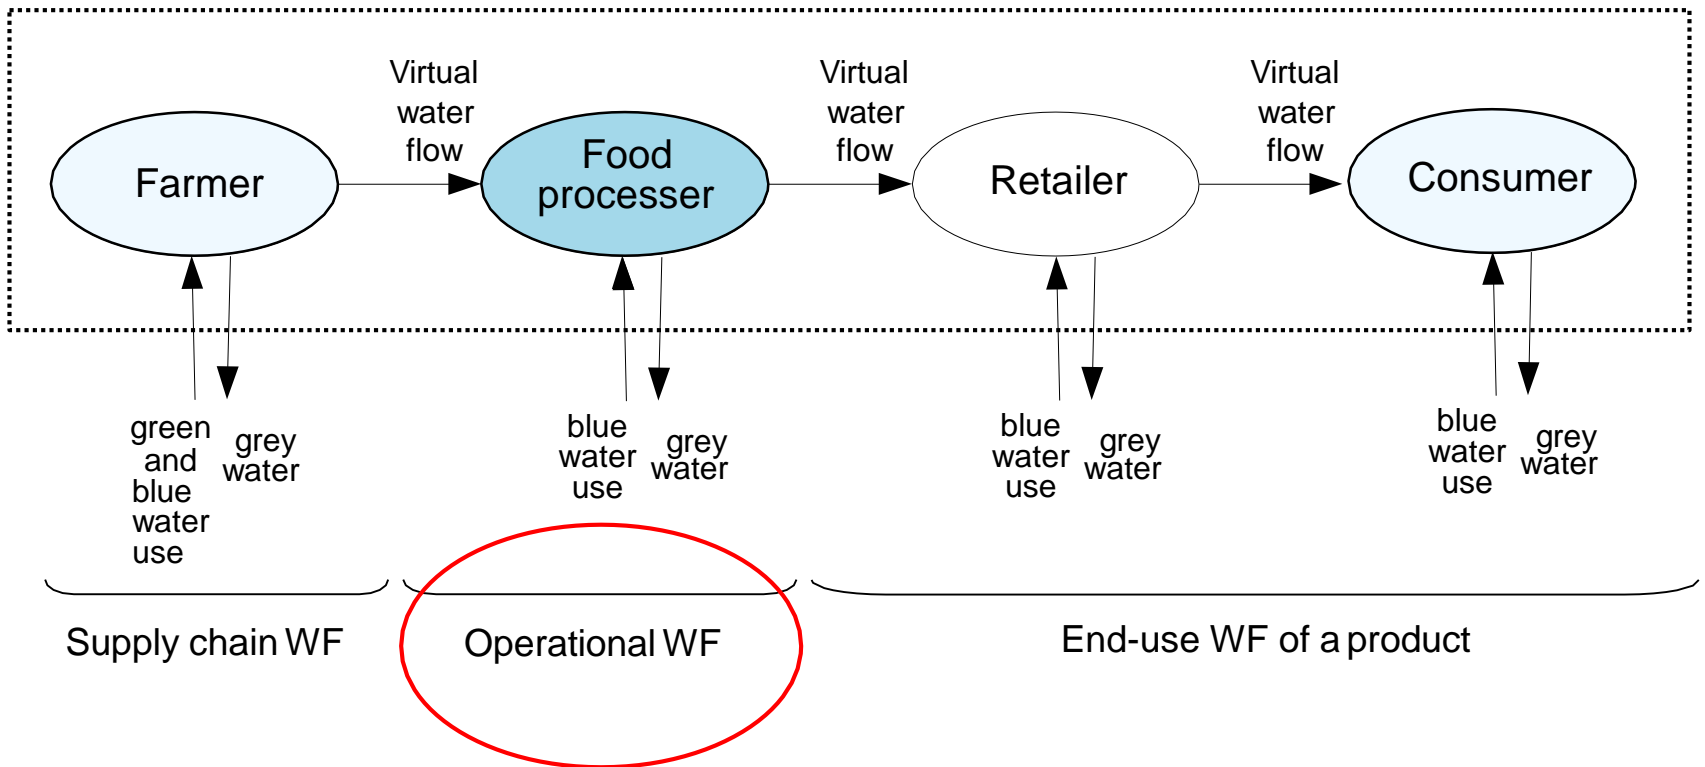 Virtual
water
flow
Virtual
water
flow
Virtual
water
flow
Farmer
Food
processer
Retailer
Consumer
green
and
blue
water
use
grey
water
blue
water
use
grey
water
blue
water
use
grey
water
blue
water
use
grey
water
Supply chain WF
Operational WF
End-use WF of a product